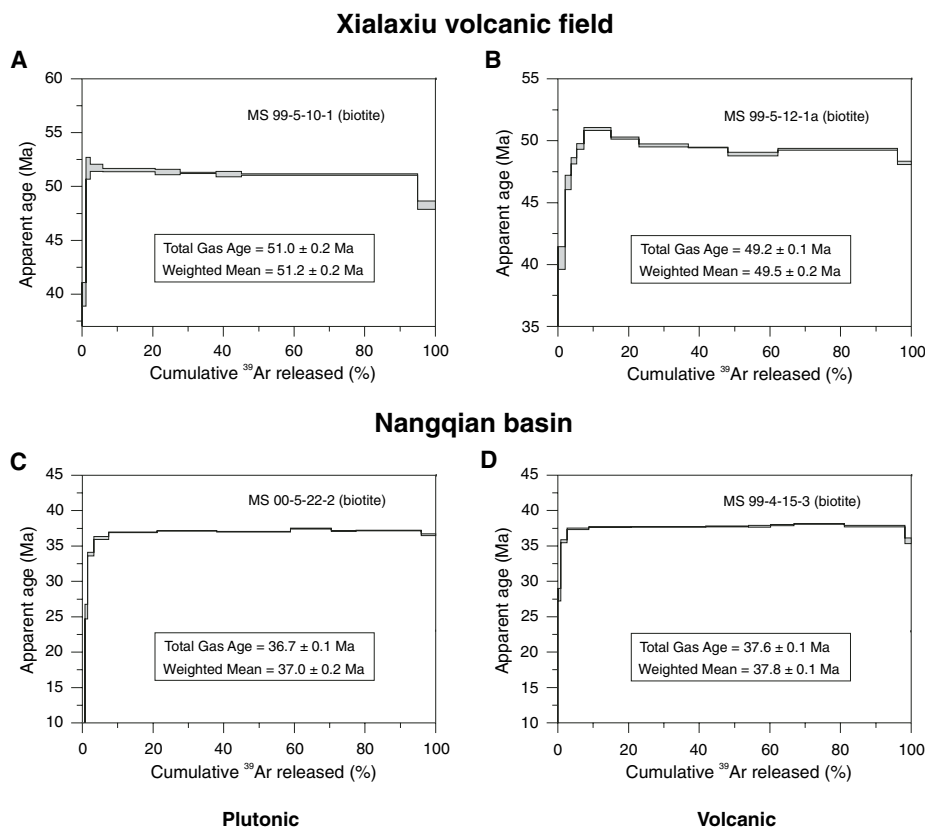 Xialaxiu volcanic field
A
B
60
55
50
45
40
Apparent age (Ma)
MS 99-5-10-1 (biotite)
Total Gas Age = 51.0 ± 0.2 Ma
Weighted Mean = 51.2 ± 0.2 Ma
0 20 40 60 80 100
Cumulative ³⁹Ar released (%)
55
50
45
40
35
Apparent age (Ma)
MS 99-5-12-1a (biotite)
Total Gas Age = 49.2 ± 0.1 Ma
Weighted Mean = 49.5 ± 0.2 Ma
0 20 40 60 80 100
Cumulative ³⁹Ar released (%)
Nangqian basin
C
D
45
40
35
30
25
20
15
10
Apparent age (Ma)
MS 00-5-22-2 (biotite)
Total Gas Age = 36.7 ± 0.1 Ma
Weighted Mean = 37.0 ± 0.2 Ma
0 20 40 60 80 100
Cumulative ³⁹Ar released (%)
45
40
35
30
25
20
15
10
Apparent age (Ma)
MS 99-4-15-3 (biotite)
Total Gas Age = 37.6 ± 0.1 Ma
Weighted Mean = 37.8 ± 0.1 Ma
0 20 40 60 80 100
Cumulative ³⁹Ar released (%)
Plutonic
Volcanic